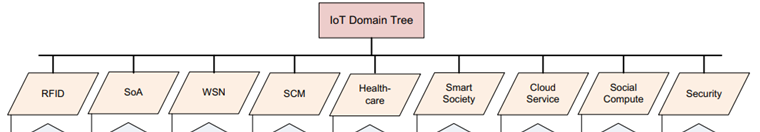 IoT Domain Tree
RFID
SoA
WSN
SCM
Health-
care
Smart
Society
Cloud
Service
Social
Compute
Security